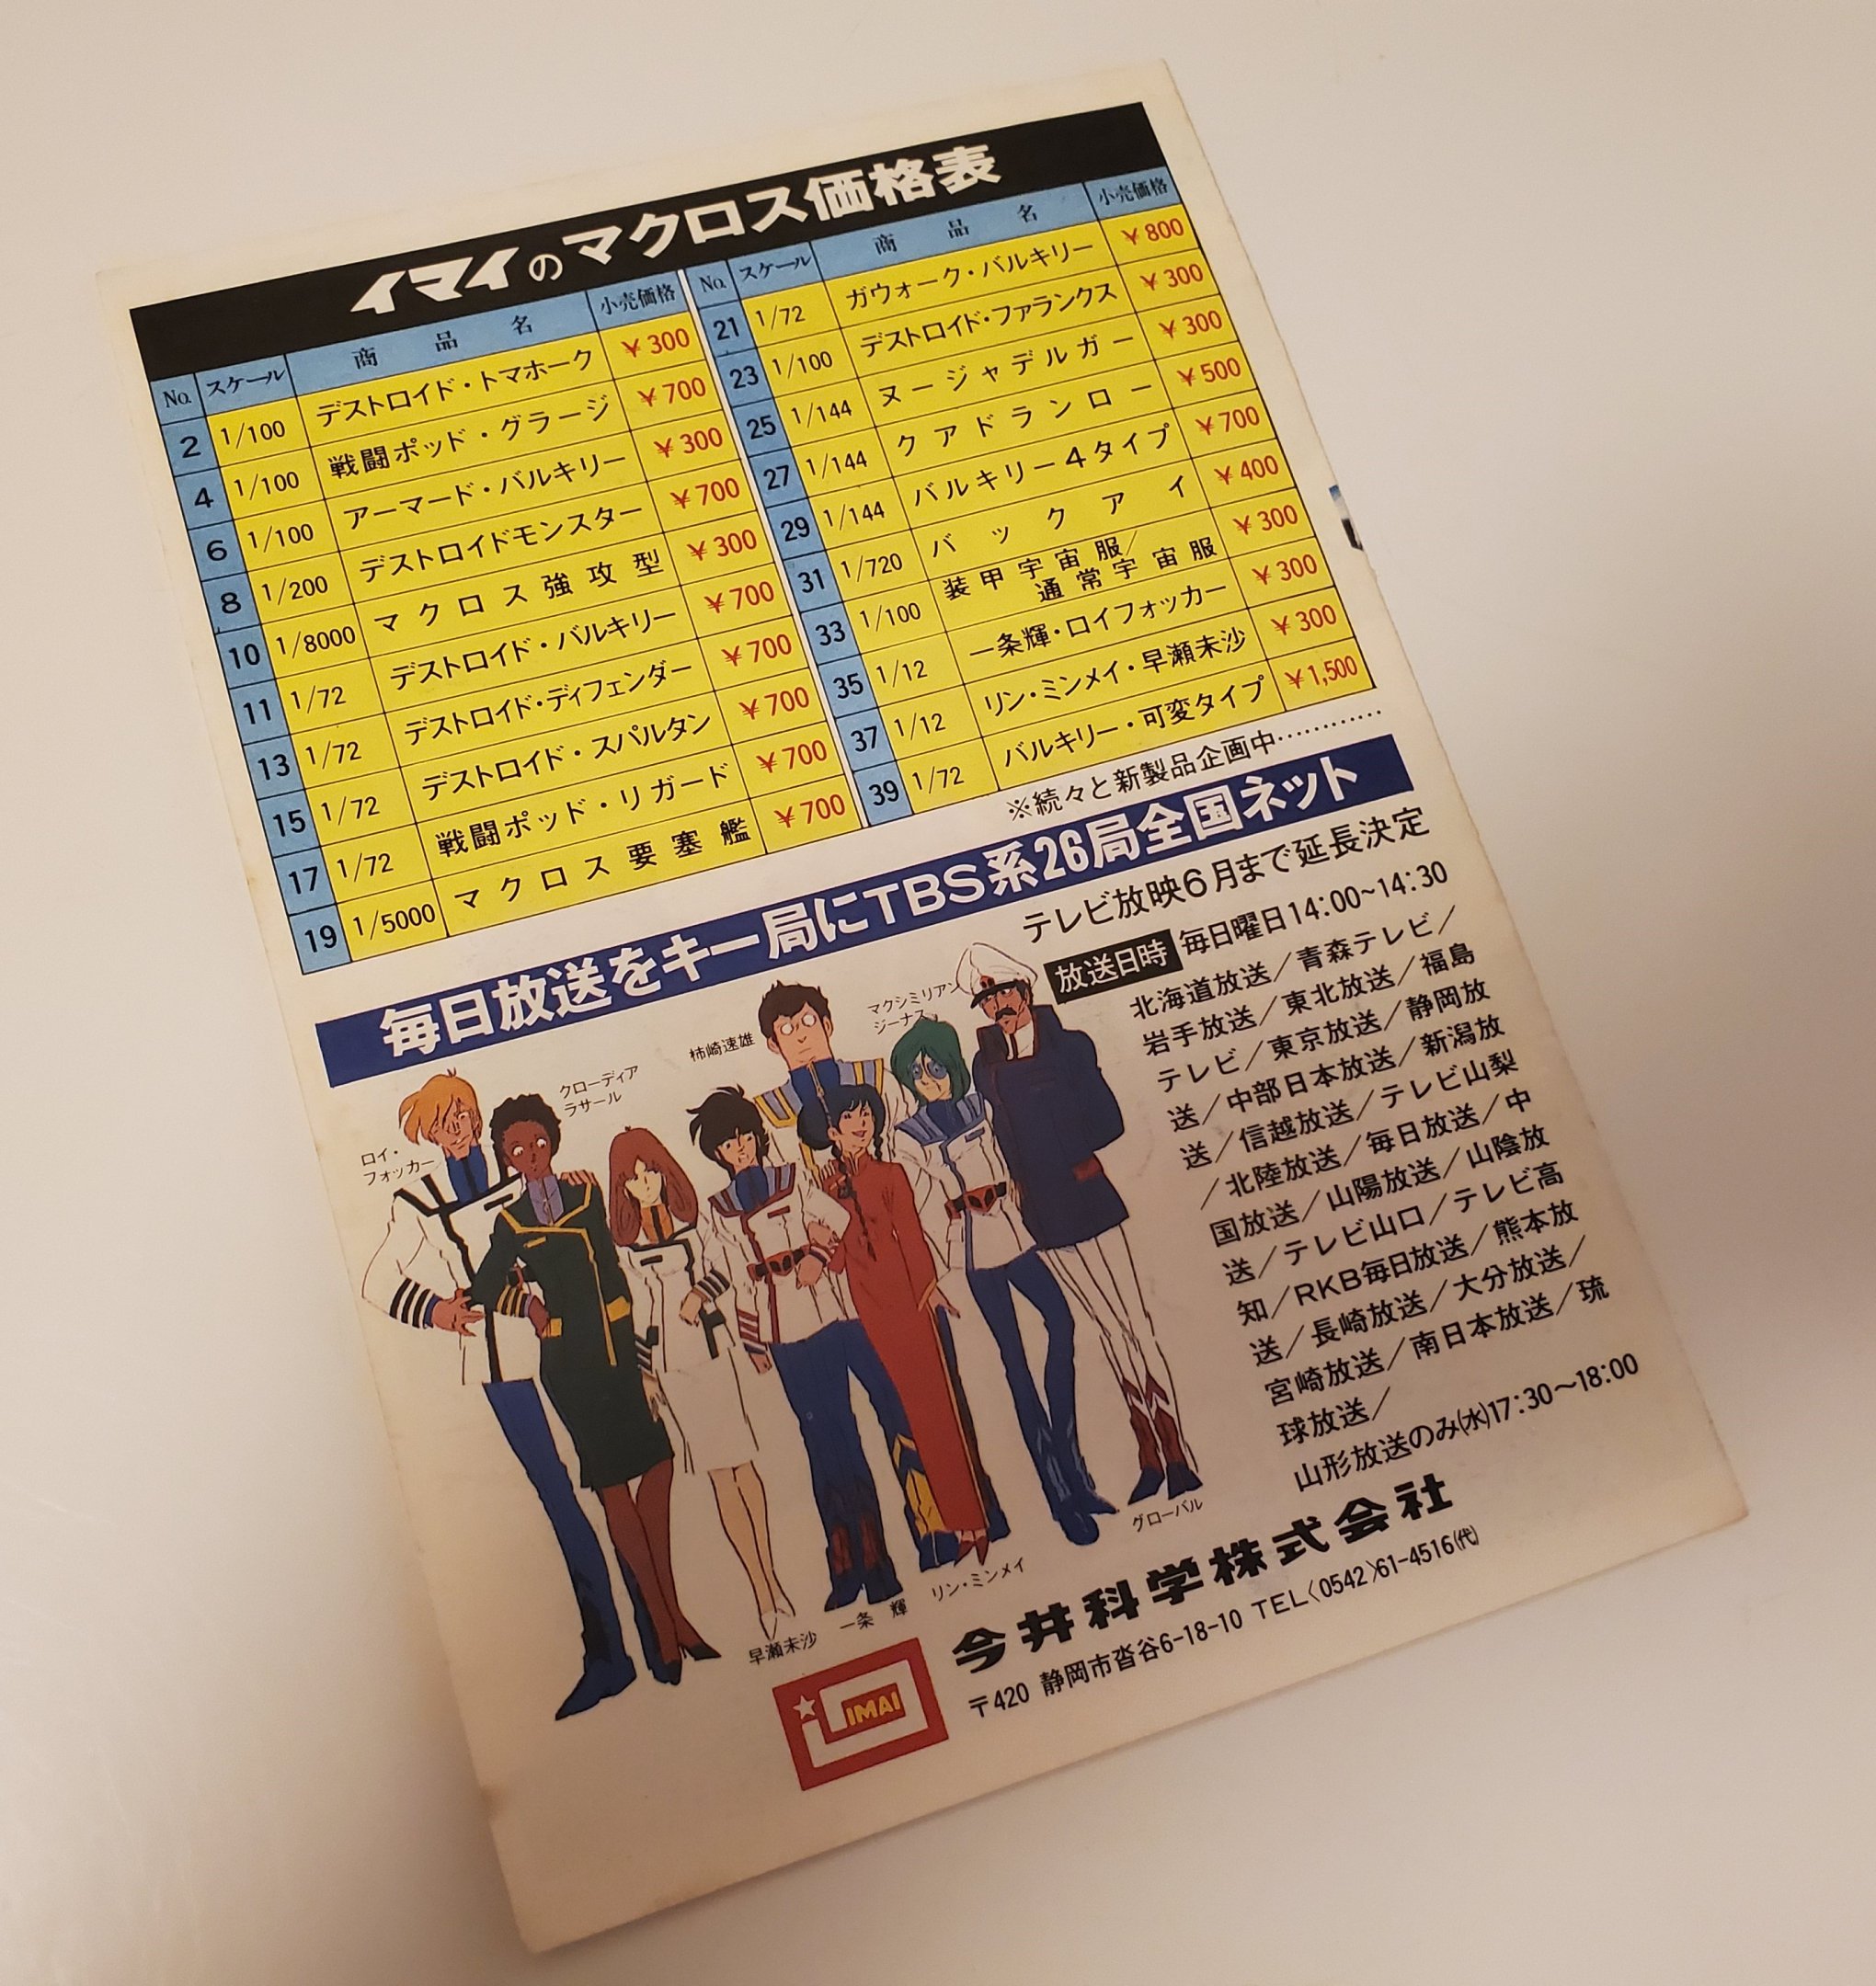 イマイのマクロス価格表
No. スケール 商品名 小売価格
2 1/100 デストロイド・トマホーク ¥300
4 1/100 戦闘ポッド・グラージ ¥700
6 1/100 アーマード・バルキリー ¥300
8 1/200 デストロイドモンスター ¥700
10 1/8000 マクロス強攻型 ¥300
11 1/72 デストロイド・バルキリー ¥700
13 1/72 デストロイド・ディフェンダー ¥700
15 1/72 デストロイド・スパルタン ¥700
17 1/72 戦闘ポッド・リガード ¥700
19 1/5000 マクロス要塞艦 ¥700
No. スケール 商品名 小売価格
21 1/72 ガウォーク・バルキリー ¥800
23 1/100 デストロイド・ファランクス ¥300
25 1/144 ヌージャデルガー ¥300
27 1/144 クアドランロー ¥500
29 1/144 バルキリー4タイプ ¥700
31 1/720 バックアイ ¥400
33 1/100 装甲宇宙服/通常宇宙服 ¥300
35 1/12 一条輝・ロイフォッカー ¥300
37 1/12 リン・ミンメイ・早瀬未沙 ¥300
39 1/72 バルキリー・可変タイプ ¥1,500
※続々と新製品企画中…………
毎日放送をキー局にTBS系26局全国ネット
テレビ放映6月まで延長決定
放送日時 毎日曜日14:00~14:30
北海道放送/青森テレビ/
岩手放送/東北放送/福島
テレビ/東京放送/静岡放
送/中部日本放送/新潟放
送/信越放送/テレビ山梨
/北陸放送/毎日放送/中
国放送/山陽放送/山陰放
送/テレビ山口/テレビ高
知/RKB毎日放送/熊本放
送/長崎放送/大分放送/
宮崎放送/南日本放送/琉
球放送/
山形放送のみ(水)17:30〜18:00
ロイ・
フォッカー
クローディア
ラサール
柿崎速雄
マクシミリアン
ジーナス
早瀬未沙
一条 輝
リン・ミンメイ
グローバル
IMAI
今井科学株式会社
〒420 静岡市沓谷6-18-10 TEL〈0542〉61-4516(代)